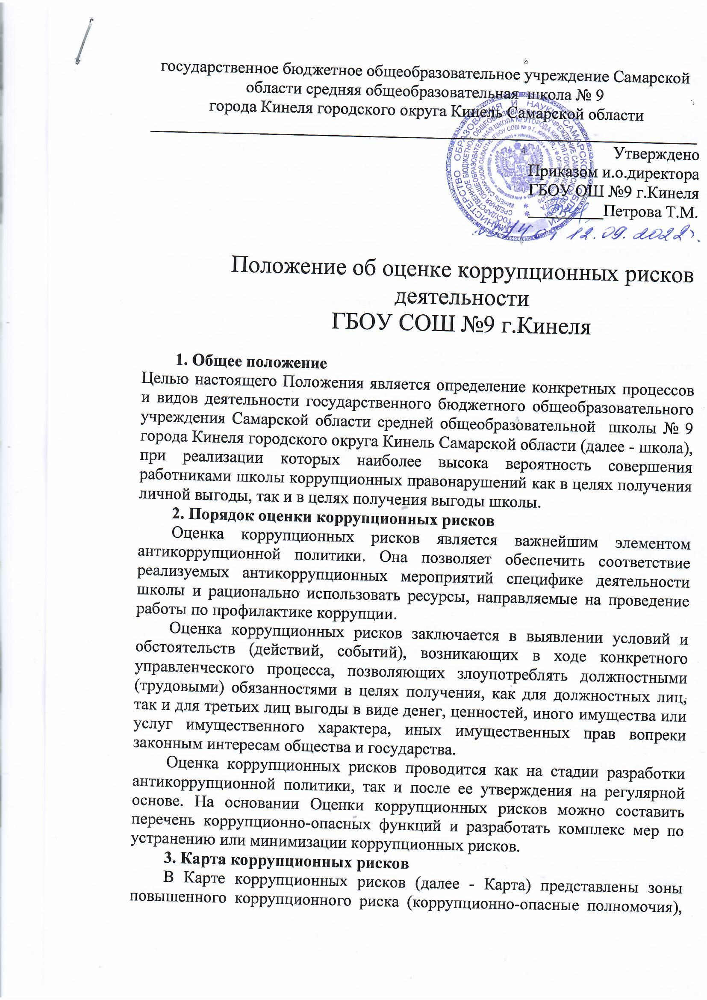 государственное бюджетное общеобразовательное учреждение Самарской
области средняя общеобразовательная школа № 9
города Кинеля городского округа Кинель Самарской области
Утверждено
Приказом и.о.директора
ГБОУ ОШ №9 г.Кинеля
Петрова Т.М.
12.09.2022г.
Положение об оценке коррупционных рисков
деятельности
ГБОУ СОШ №9 г.Кинеля
1. Общее положение
Целью настоящего Положения является определение конкретных процессов
и видов деятельности государственного бюджетного общеобразовательного
учреждения Самарской области средней общеобразовательной школы № 9
города Кинеля городского округа Кинель Самарской области (далее - школа),
при реализации которых наиболее высока вероятность совершения
работниками школы коррупционных правонарушений как в целях получения
личной выгоды, так и в целях получения выгоды школы.
2. Порядок оценки коррупционных рисков
Оценка коррупционных рисков является важнейшим элементом
антикоррупционной политики. Она позволяет обеспечить соответствие
реализуемых антикоррупционных мероприятий специфике деятельности
школы и рационально использовать ресурсы, направляемые на проведение
работы по профилактике коррупции.
Оценка коррупционных рисков заключается в выявлении условий и
обстоятельств (действий, событий), возникающих в ходе конкретного
управленческого процесса, позволяющих злоупотреблять должностными
(трудовыми) обязанностями в целях получения, как для должностных лиц,
так и для третьих лиц выгоды в виде денег, ценностей, иного имущества или
услуг имущественного характера, иных имущественных прав вопреки
законным интересам общества и государства.
Оценка коррупционных рисков проводится как на стадии разработки
антикоррупционной политики, так и после ее утверждения на регулярной
основе. На основании Оценки коррупционных рисков можно составить
перечень коррупционно-опасных функций и разработать комплекс мер по
устранению или минимизации коррупционных рисков.
3. Карта коррупционных рисков
В Карте коррупционных рисков (далее - Карта) представлены зоны
повышенного коррупционного риска (коррупционно-опасные полномочия),